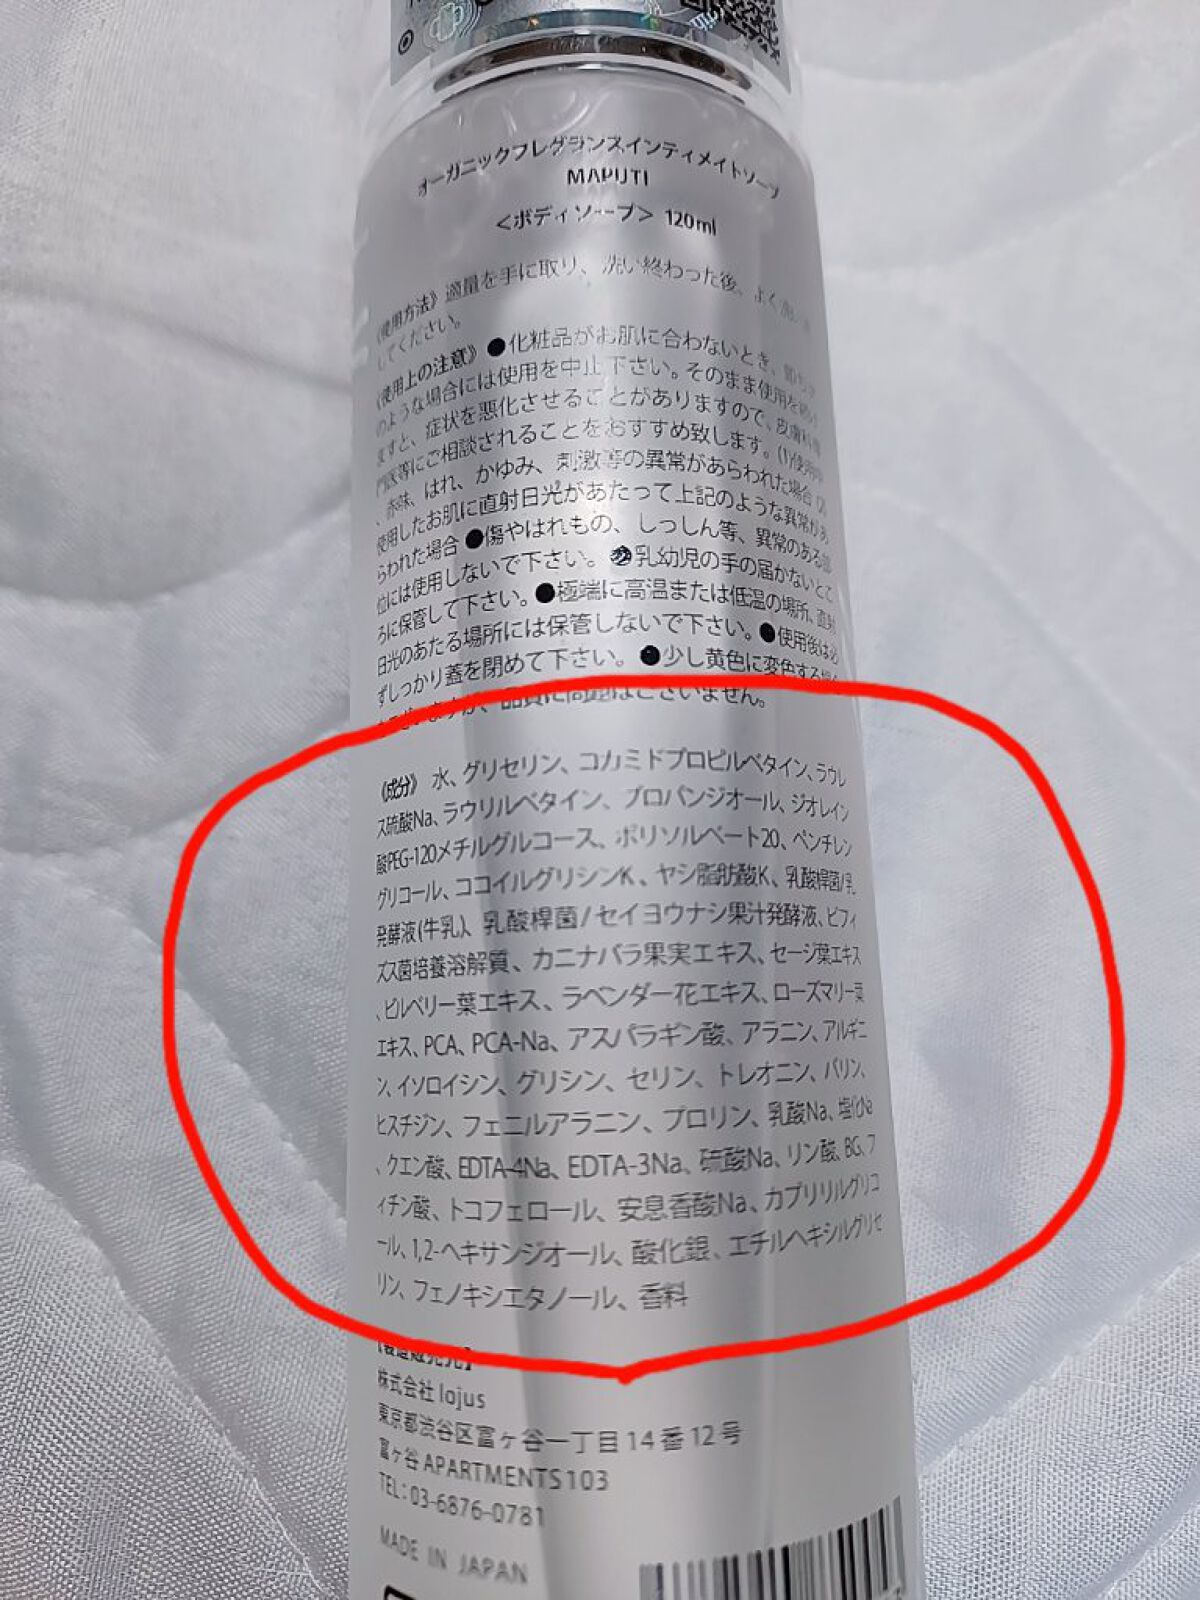 オーガニックフレグランスインティメイトソープ
MAPUTI
＜ボディソープ＞ 120ml
《使用方法》適量を手に取り、洗い終わった後、よく洗い
してください。
《使用上の注意》●化粧品がお肌に合わないとき、
のような場合には使用を中止下さい。そのまま使用を続け
ますと、症状を悪化させることがありますので、皮膚科専
門医等にご相談されることをおすすめ致します。(1)使用中
、赤味、はれ、かゆみ、刺激等の異常があらわれた場合 (2)
使用したお肌に直射日光があたって上記のような異常があ
らわれた場合 ●傷やはれもの、しっしん等、異常のある部
位には使用しないで下さい。●乳幼児の手の届かないとこ
ろに保管して下さい。●極端に高温または低温の場所、直射
日光のあたる場所には保管しないで下さい。●使用後は必
ずしっかり蓋を閉めて下さい。●少し黄色に変色する場合
がございますが、品質に問題はございません。
《成分》水、グリセリン、コカミドプロピルベタイン、ラウレ
ス硫酸Na、ラウリルベタイン、プロパンジオール、ジオレイン
酸PEG-120メチルグルコース、ポリソルベート20、ペンチレン
グリコール、ココイルグリシンK、ヤシ脂肪酸K、乳酸桿菌/乳
発酵液(牛乳)、乳酸桿菌/セイヨウナシ果汁発酵液、ビフィ
ズス菌培養溶解質、カニナバラ果実エキス、セージ葉エキス
、ビルベリー葉エキス、ラベンダー花エキス、ローズマリー葉
エキス、PCA、PCA-Na、アスパラギン酸、アラニン、アルギニ
ン、イソロイシン、グリシン、セリン、トレオニン、バリン、
ヒスチジン、フェニルアラニン、プロリン、乳酸Na、塩化Na
、クエン酸、EDTA-4Na、EDTA-3Na、硫酸Na、リン酸、BG、フ
ィチン酸、トコフェロール、安息香酸Na、カプリリルグリコ
ール、1,2-ヘキサンジオール、酸化銀、エチルヘキシルグリセ
リン、フェノキシエタノール、香料
【製造販売元】
株式会社 lojus
東京都渋谷区富ヶ谷一丁目14番12号
富ヶ谷 APARTMENTS103
TEL：03-6876-0781
MADE IN JAPAN